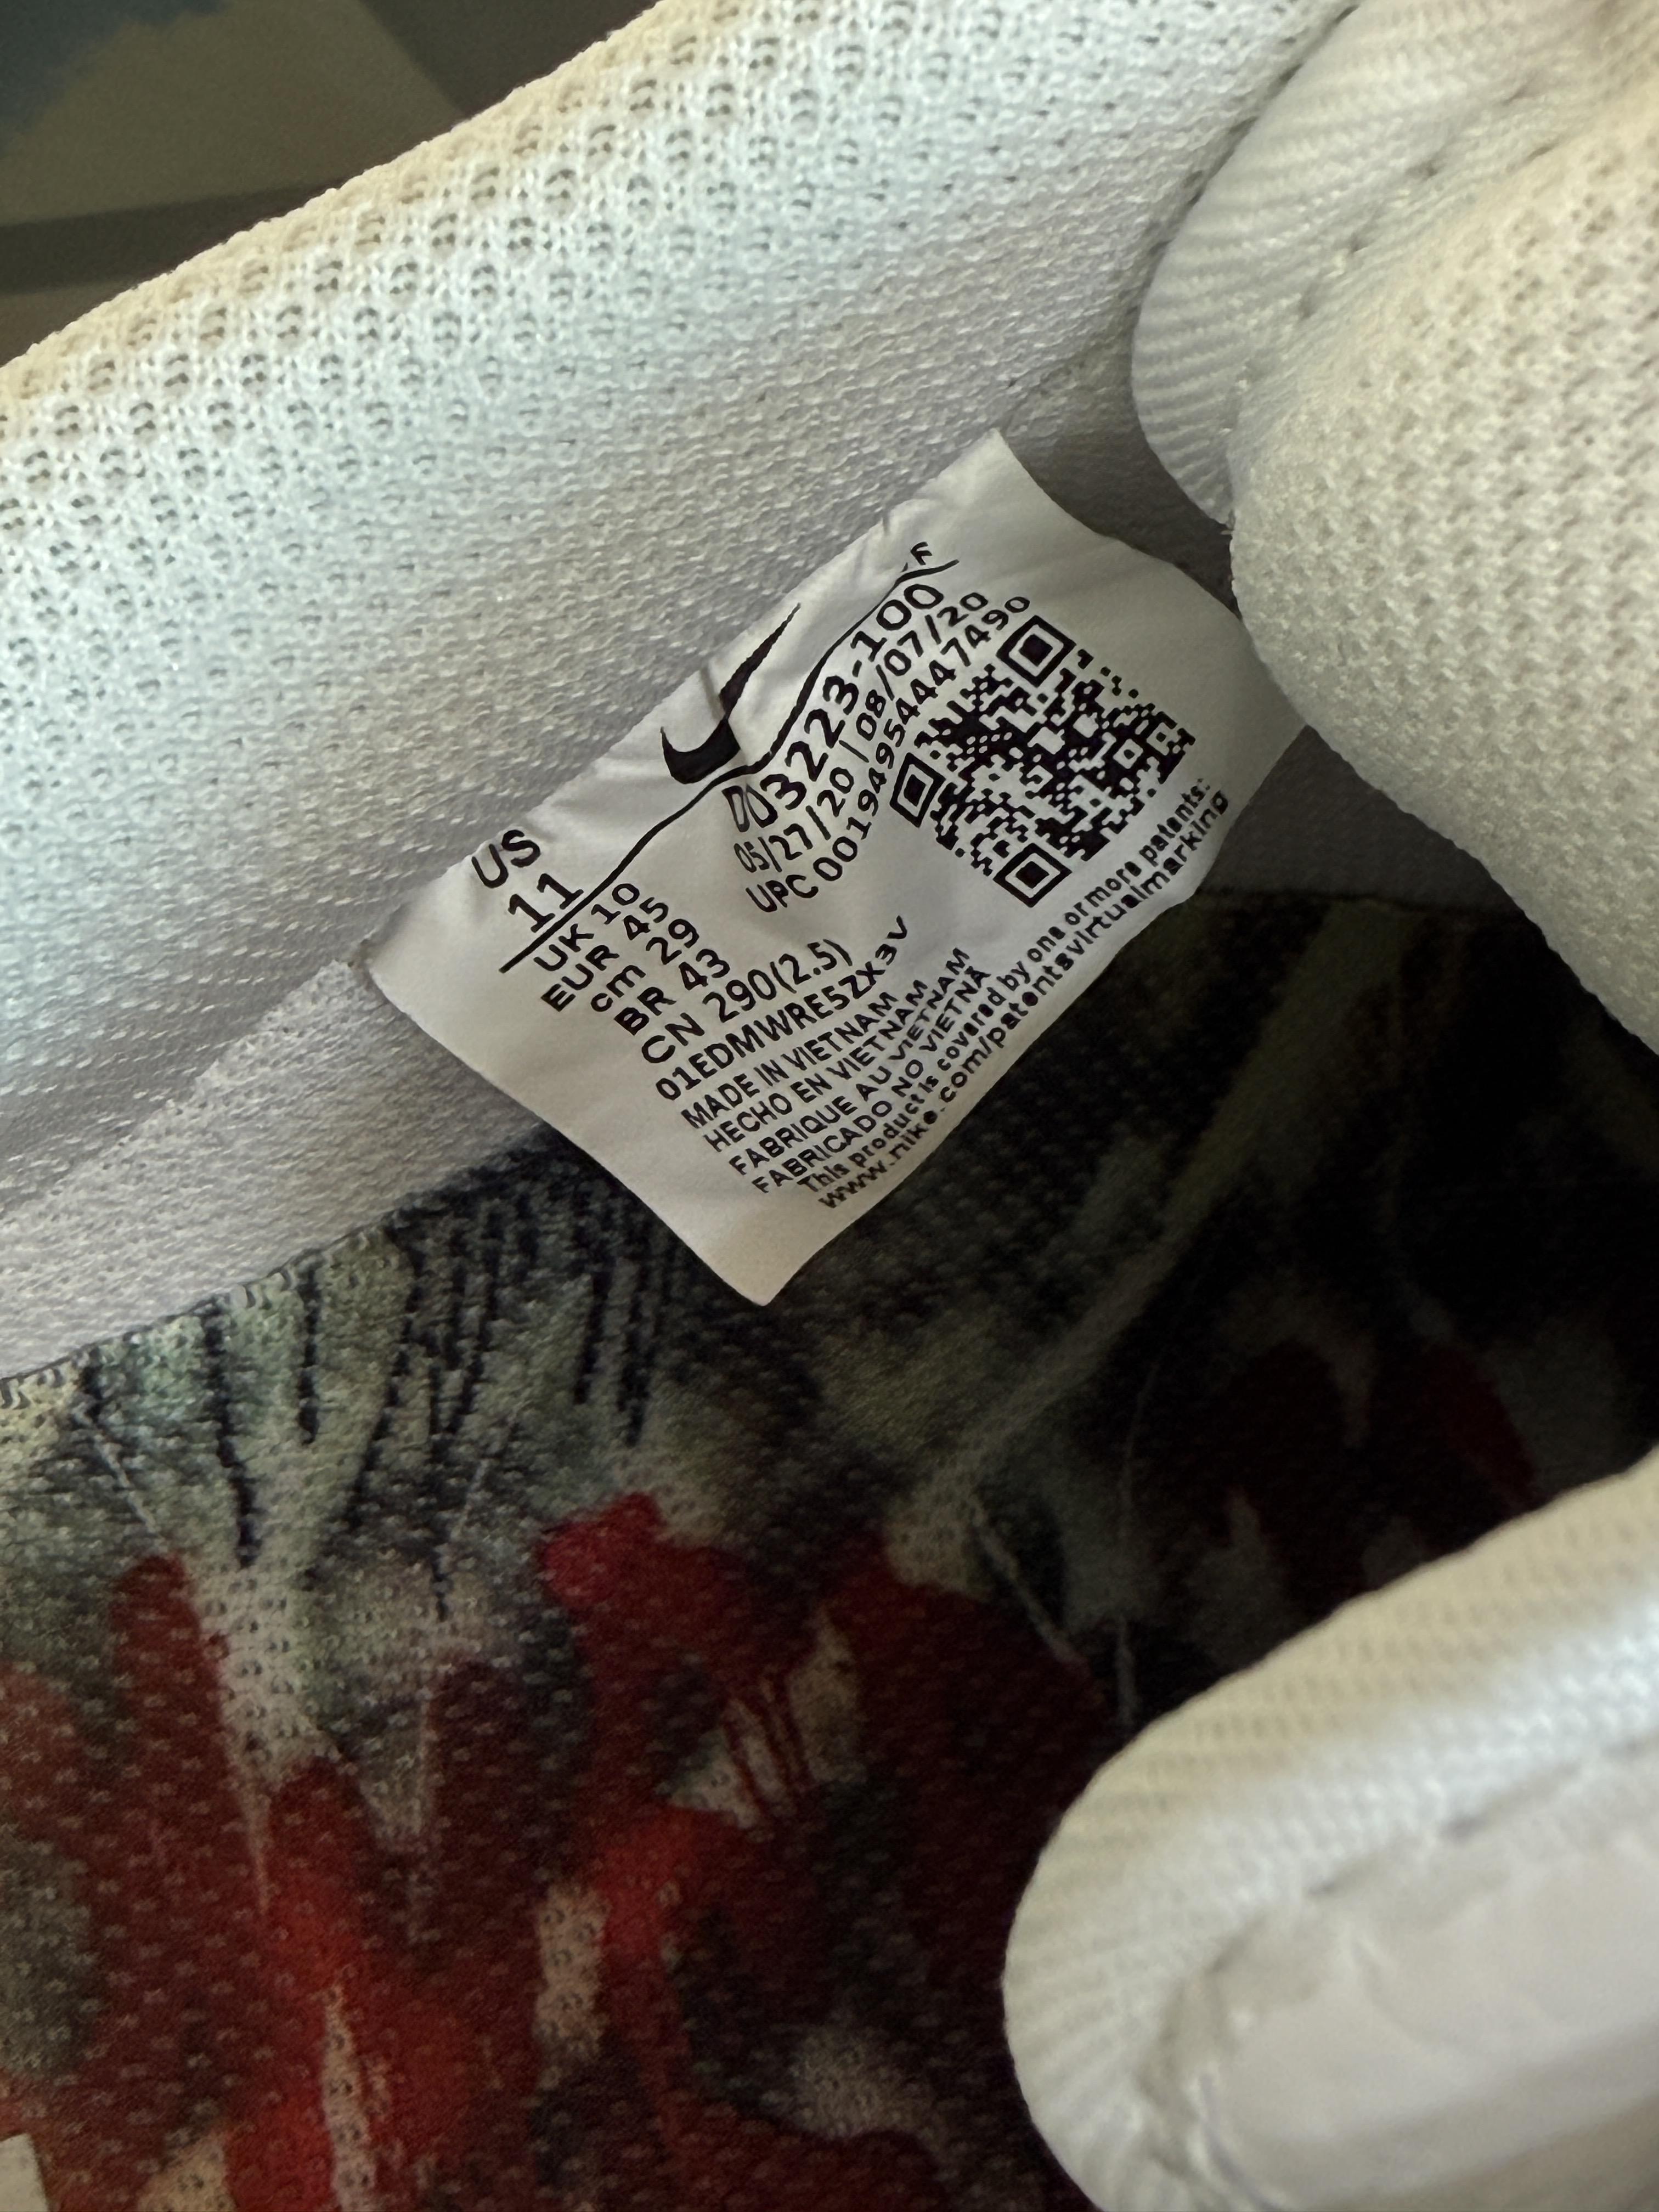 US
11
UK 10
EUR 45
cm 29
BR 43
CN 290(2.5)
01EDMWRE5ZX3V
F
DO3223-100
05/27/20 | 08/07/20
UPC 00194954447490
MADE IN VIETNAM
HECHO EN VIETNAM
FABRIQUE AU VIETNAM
FABRICADO NO VIETNÃ
This product is covered by one or more patents:
www.nike.com/patentsvirtualmarking